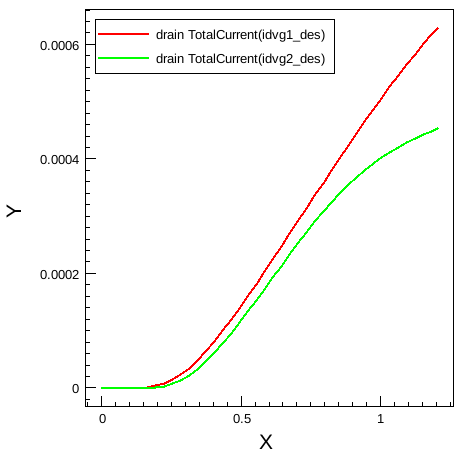 drain TotalCurrent(idvg1_des)
drain TotalCurrent(idvg2_des)
0.0006
0.0004
0.0002
0
Y
0
0.5
1
X